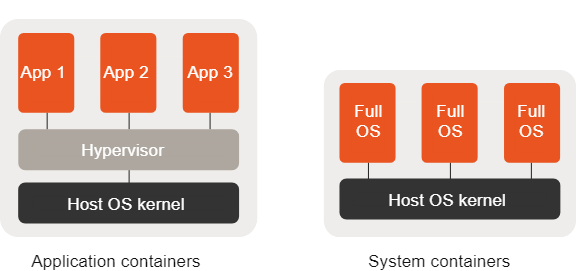 App 1
App 2
App 3
Hypervisor
Host OS kernel
Application containers
Full
OS
Full
OS
Full
OS
Host OS kernel
System containers